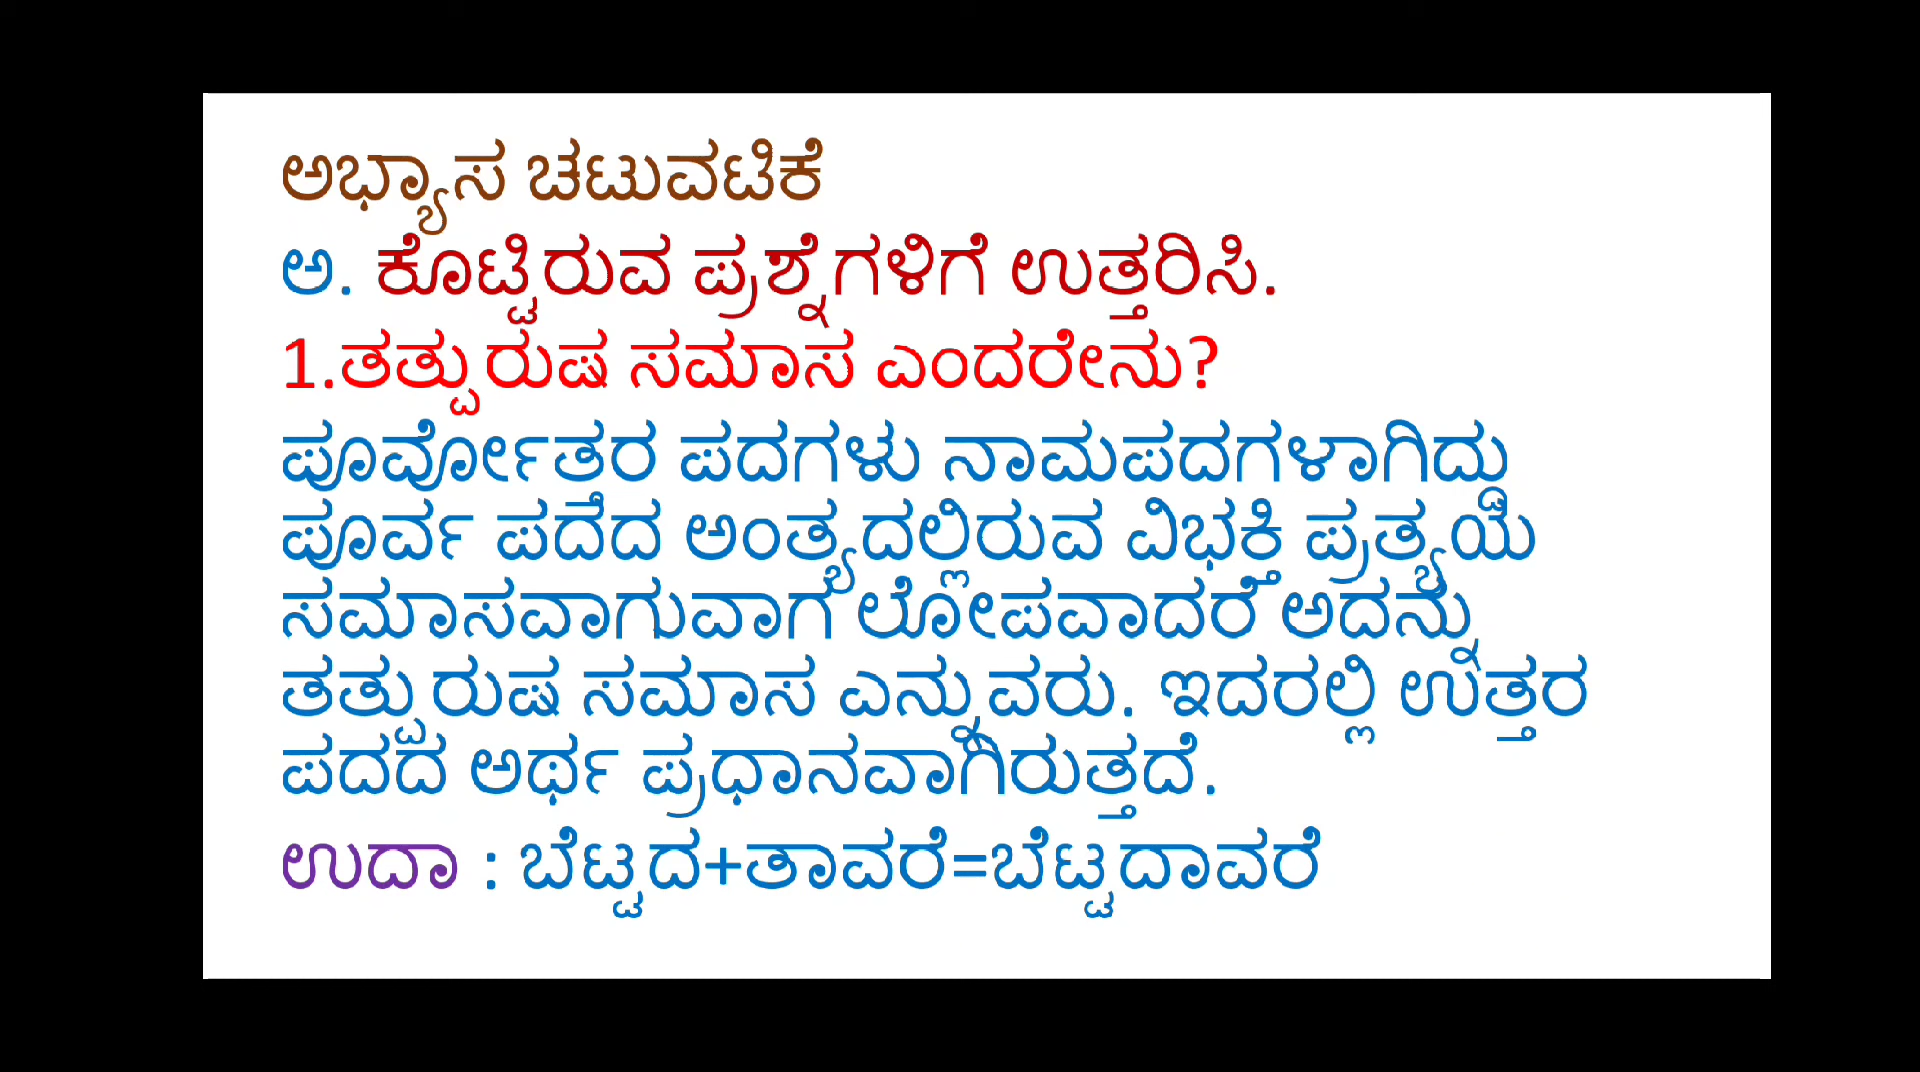 ಅಭ್ಯಾಸ ಚಟುವಟಿಕೆ
ಅ. ಕೊಟ್ಟಿರುವ ಪ್ರಶ್ನೆಗಳಿಗೆ ಉತ್ತರಿಸಿ.
1.ತತ್ಪುರುಷ ಸಮಾಸ ಎಂದರೇನು?
ಪೂರ್ವೋತರ ಪದಗಳು ನಾಮಪದಗಳಾಗಿದ್ದು
ಪೂರ್ವ ಪದದ ಅಂತ್ಯದಲ್ಲಿರುವ ವಿಭಕ್ತಿ ಪ್ರತ್ಯಯ
ಸಮಾಸವಾಗುವಾಗ ಲೋಪವಾದರೆ ಅದನ್ನು
ತತ್ಪುರುಷ ಸಮಾಸ ಎನ್ನುವರು. ಇದರಲ್ಲಿ ಉತ್ತರ
ಪದದ ಅರ್ಥ ಪ್ರಧಾನವಾಗಿರುತ್ತದೆ.
ಉದಾ : ಬೆಟ್ಟದ+ತಾವರೆ=ಬೆಟ್ಟದಾವರೆ